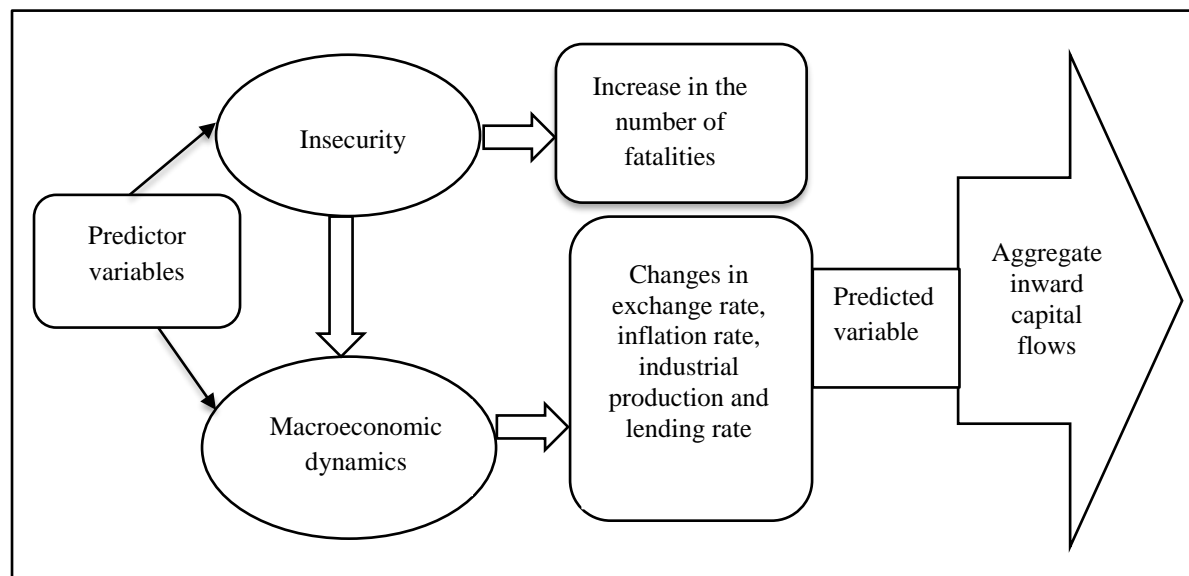 Predictor
variables
Insecurity
Increase in the
number of
fatalities
Macroeconomic
dynamics
Changes in
exchange rate,
inflation rate,
industrial
production and
lending rate
Predicted
variable
Aggregate
inward
capital
flows